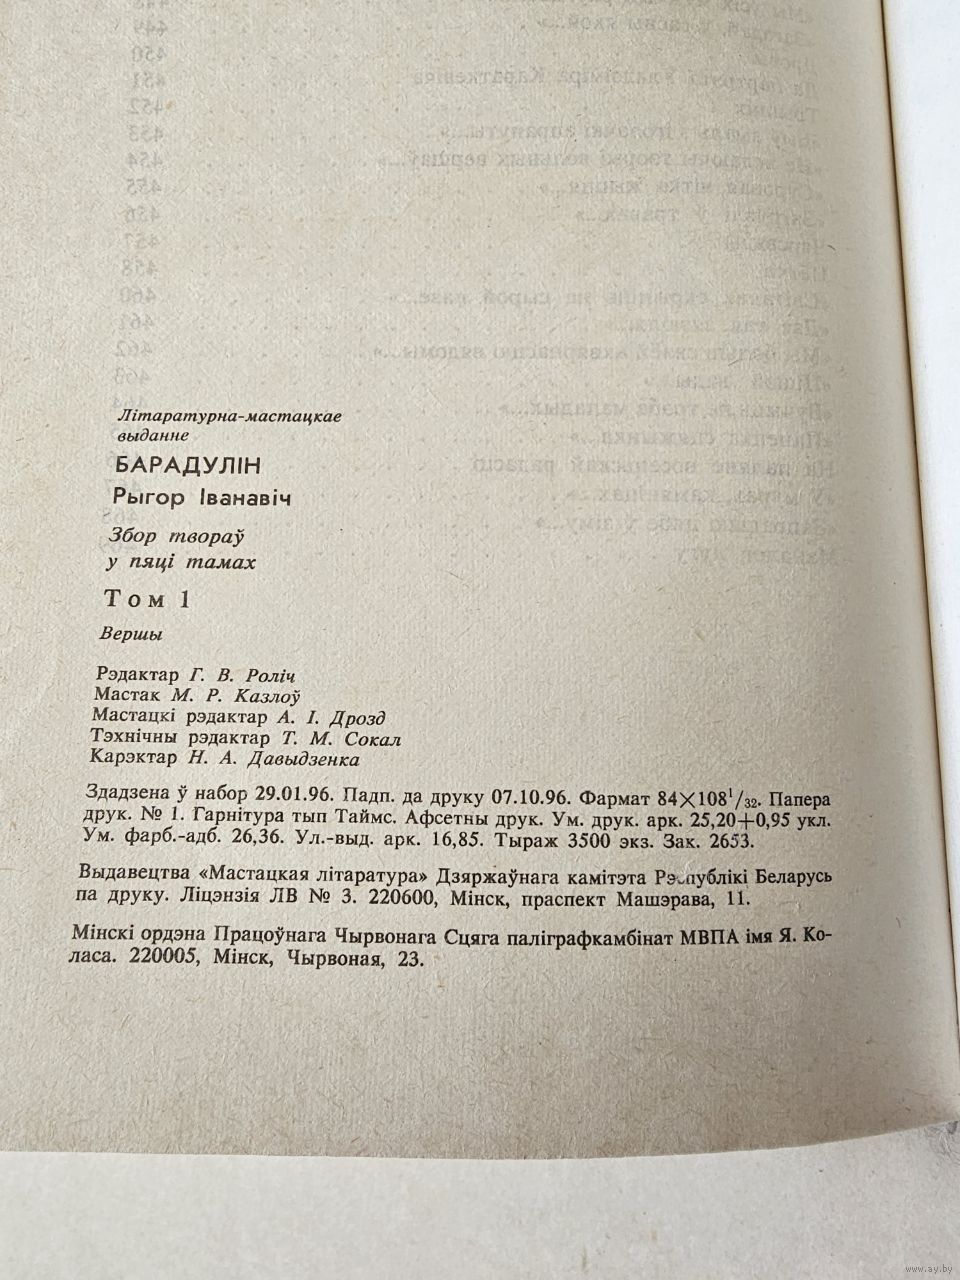 Літаратурна-мастацкае
выданне
БАРАДУЛІН
Рыгор Іванавіч
Збор твораў
у пяці тамах
Том 1
Вершы
Рэдактар Г. В. Роліч
Мастак М. Р. Казлоў
Мастацкі рэдактар А. І. Дрозд
Тэхнічны рэдактар Т. М. Сокал
Карэктар Н. А. Давыдзенка
Здадзена ў набор 29.01.96. Падп. да друку 07.10.96. Фармат 84×108¹/₃₂. Папера
друк. № 1. Гарнітура тып Таймс. Афсетны друк. Ум. друк. арк. 25,20+0,95 укл.
Ум. фарб.-адб. 26,36. Ул.-выд. арк. 16,85. Тыраж 3500 экз. Зак. 2653.
Выдавецтва «Мастацкая літаратура» Дзяржаўнага камітэта Рэспублікі Беларусь
па друку. Ліцэнзія ЛВ № 3. 220600, Мінск, праспект Машэрава, 11.
Мінскі ордэна Працоўнага Чырвонага Сцяга паліграфкамбінат МВПА імя Я. Ко-
ласа. 220005, Мінск, Чырвоная, 23.
www.ay.by